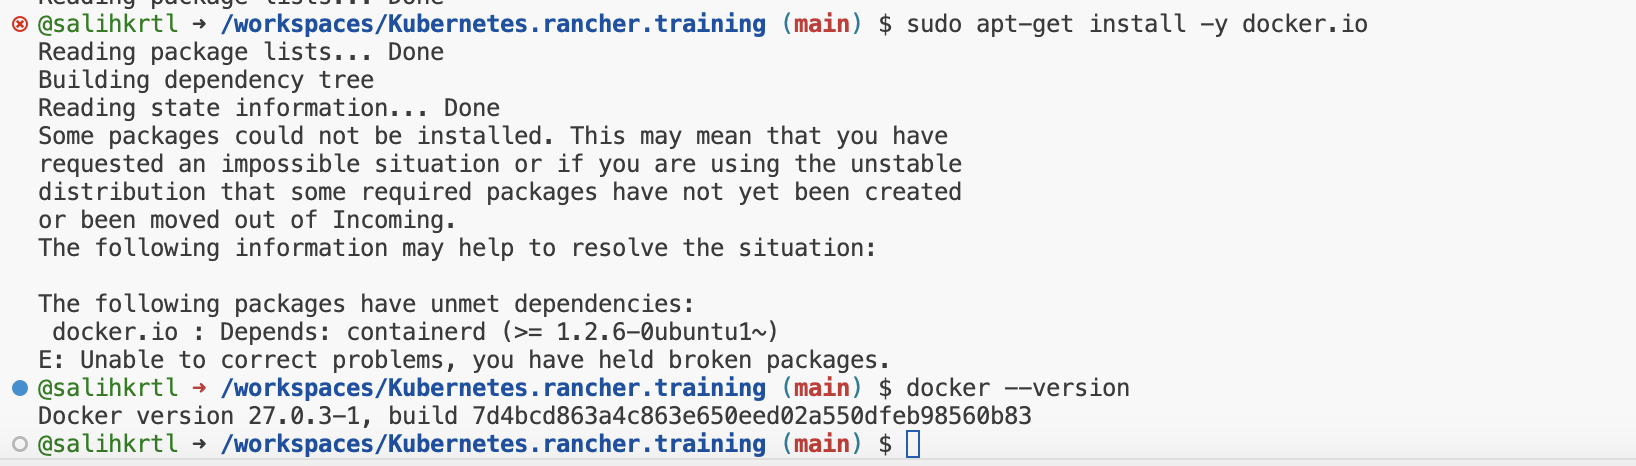 Reading package lists... Done
@salihkrtl → /workspaces/Kubernetes.rancher.training (main) $ sudo apt-get install -y docker.io
Reading package lists... Done
Building dependency tree
Reading state information... Done
Some packages could not be installed. This may mean that you have
requested an impossible situation or if you are using the unstable
distribution that some required packages have not yet been created
or been moved out of Incoming.
The following information may help to resolve the situation:

The following packages have unmet dependencies:
 docker.io : Depends: containerd (>= 1.2.6-0ubuntu1~)
E: Unable to correct problems, you have held broken packages.
@salihkrtl → /workspaces/Kubernetes.rancher.training (main) $ docker --version
Docker version 27.0.3-1, build 7d4bcd863a4c863e650eed02a550dfeb98560b83
@salihkrtl → /workspaces/Kubernetes.rancher.training (main) $